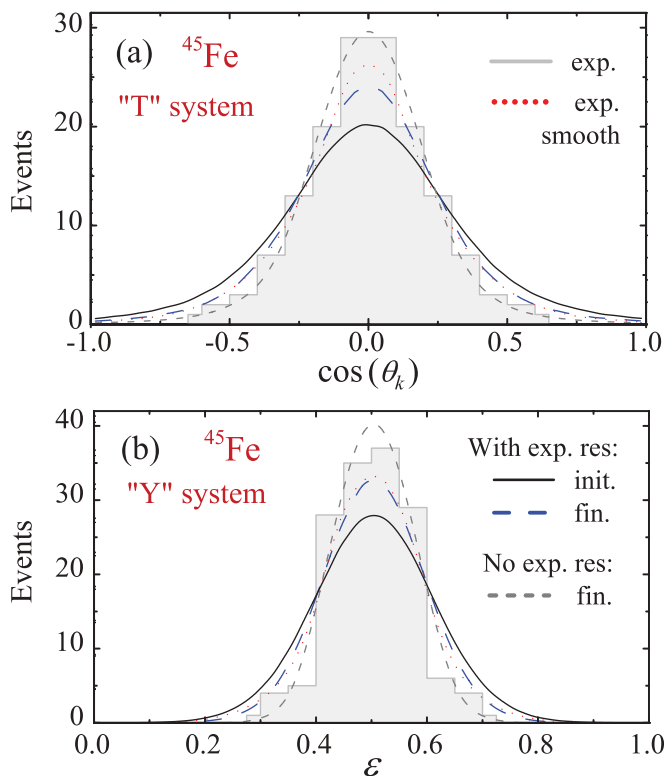 30
(a)
⁴⁵Fe
"T" system
exp.
exp.
smooth
20
10
0
Events
-1.0 -0.5 0.0 0.5 1.0
cos(θₖ)
40
(b)
⁴⁵Fe
"Y" system
With exp. res:
init.
fin.
No exp. res:
fin.
30
20
10
0
Events
0.0 0.2 0.4 0.6 0.8 1.0
ε